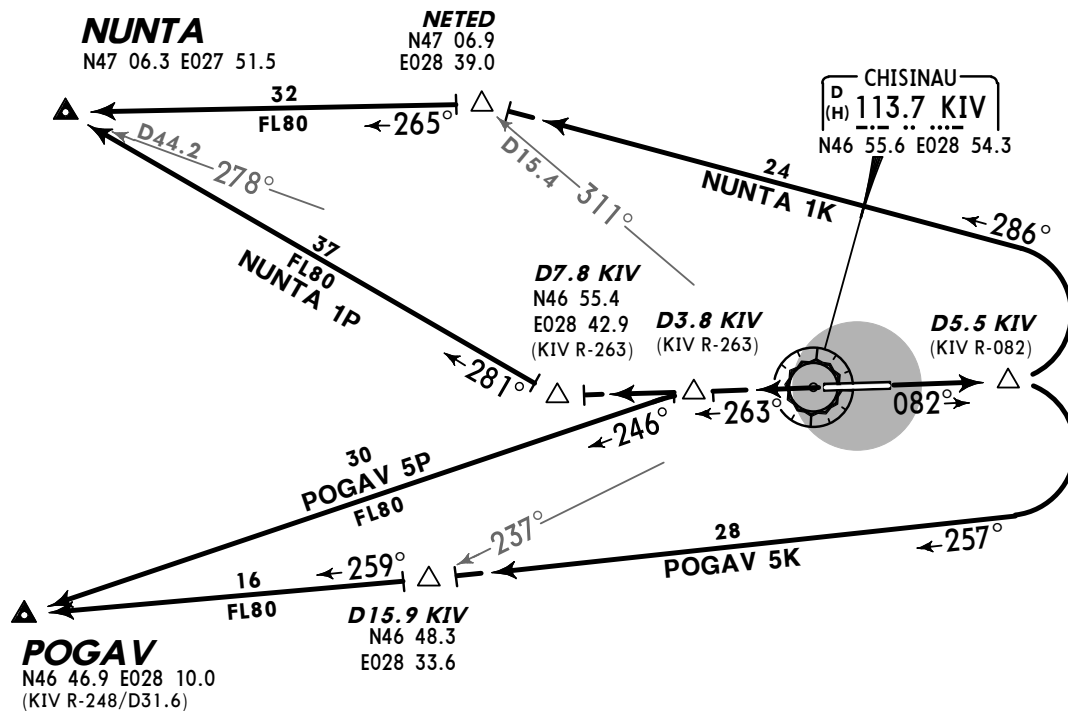 NUNTA
N47 06.3 E027 51.5
NETED
N47 06.9
E028 39.0
CHISINAU
D
(H) 113.7 KIV
N46 55.6 E028 54.3
32
FL80
265°
D44.2
278°
D15.4
311°
24
NUNTA 1K
286°
37
FL80
NUNTA 1P
281°
D7.8 KIV
N46 55.4
E028 42.9
(KIV R-263)
D3.8 KIV
(KIV R-263)
D5.5 KIV
(KIV R-082)
263°
082°
246°
30
POGAV 5P
FL80
237°
28
POGAV 5K
257°
259°
16
FL80
D15.9 KIV
N46 48.3
E028 33.6
POGAV
N46 46.9 E028 10.0
(KIV R-248/D31.6)